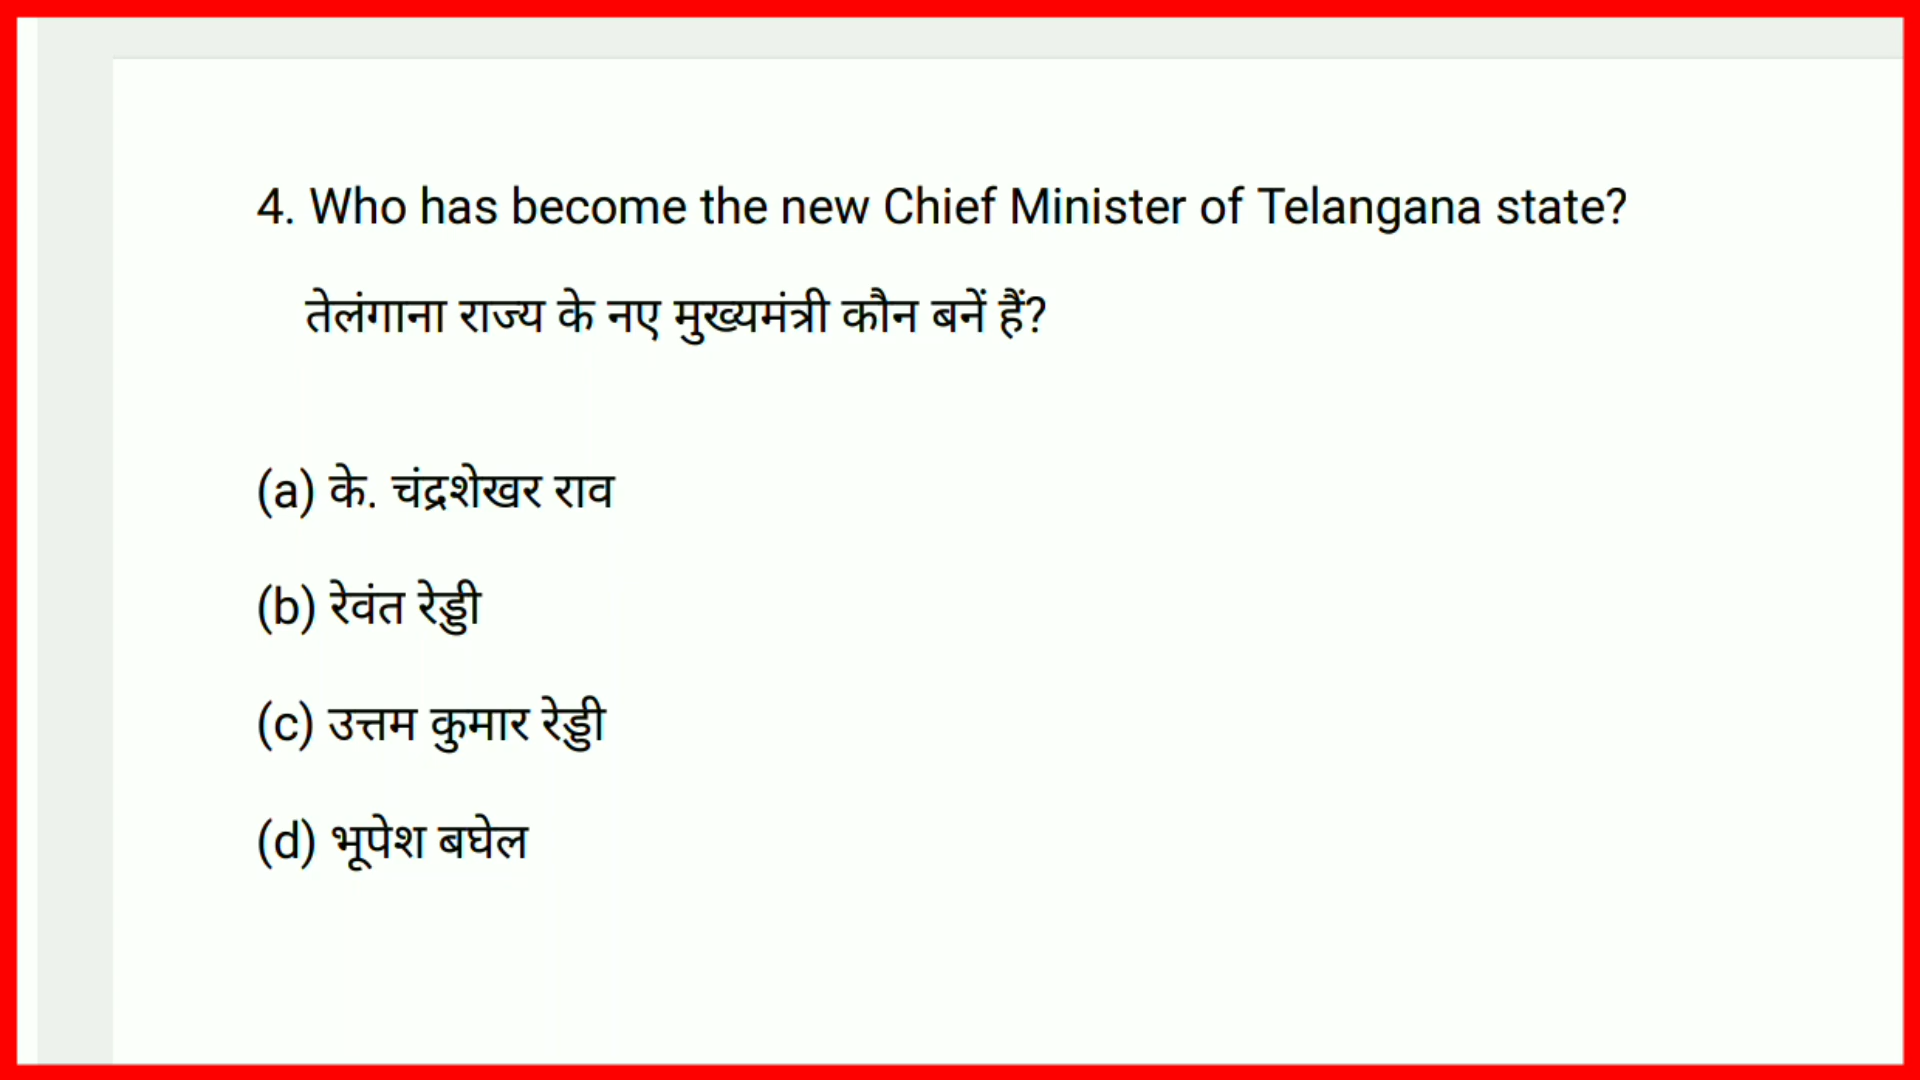 4. Who has become the new Chief Minister of Telangana state?
तेलंगाना राज्य के नए मुख्यमंत्री कौन बनें हैं?
(a) के. चंद्रशेखर राव
(b) रेवंत रेड्डी
(c) उत्तम कुमार रेड्डी
(d) भूपेश बघेल